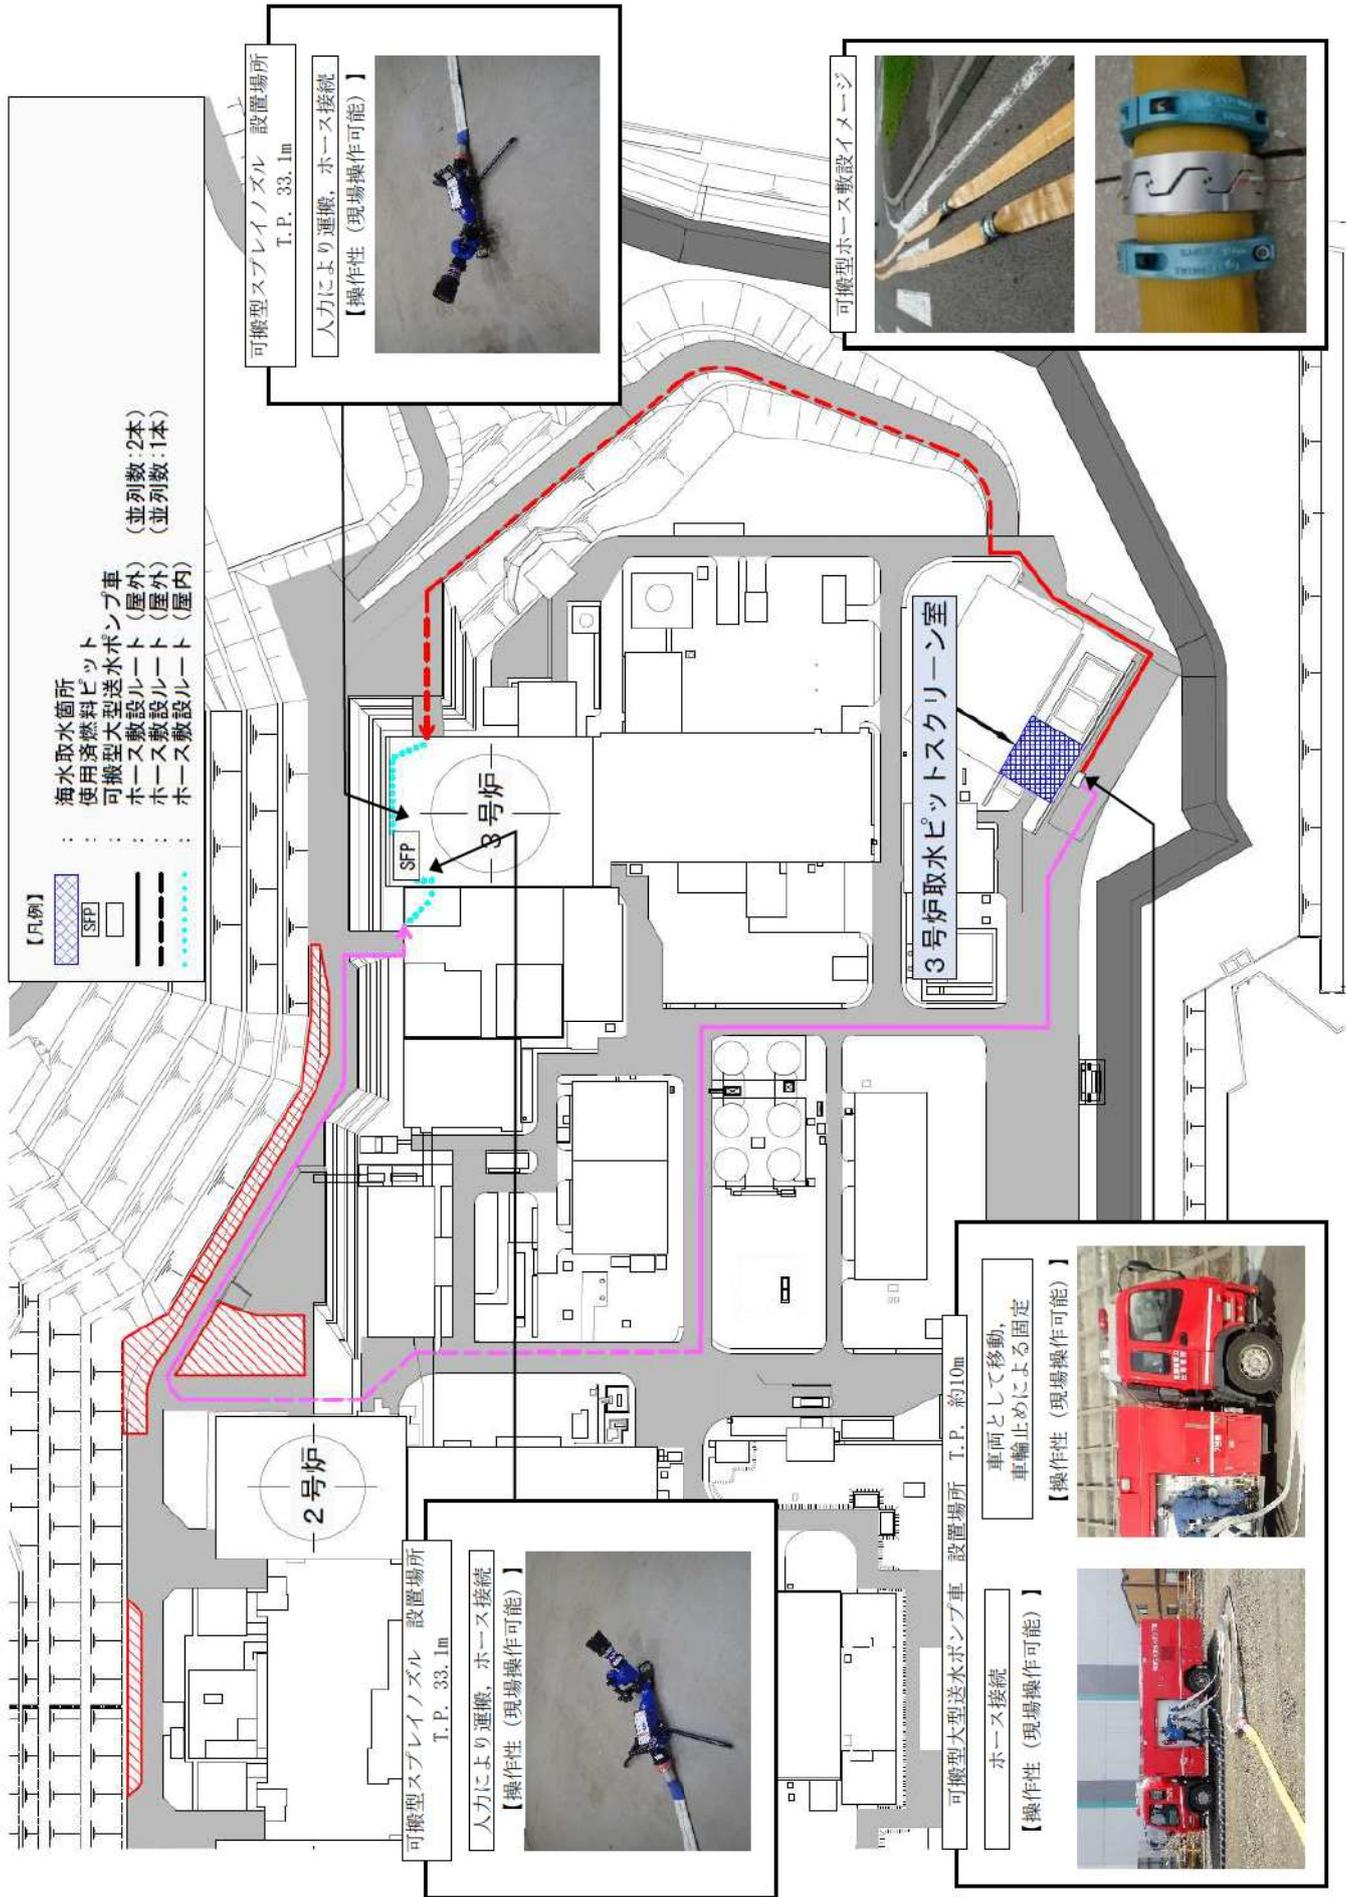 【凡例】
： 海水取水箇所
SFP ： 使用済燃料ピット
： 可搬型大型送水ポンプ車
： ホース敷設ルート（屋外）（並列数：2本）
： ホース敷設ルート（屋外）（並列数：1本）
： ホース敷設ルート（屋内）
可搬型スプレイノズル 設置場所
T.P. 33.1m
人力により運搬，ホース接続
【操作性（現場操作可能）】
可搬型ホース敷設イメージ
SFP
3号炉
3号炉取水ピットスクリーン室
2号炉
可搬型スプレイノズル 設置場所
T.P. 33.1m
人力により運搬，ホース接続
【操作性（現場操作可能）】
可搬型大型送水ポンプ車 設置場所 T.P. 約10m
車両として移動，
車輪止めによる固定
【操作性（現場操作可能）】
ホース接続
【操作性（現場操作可能）】